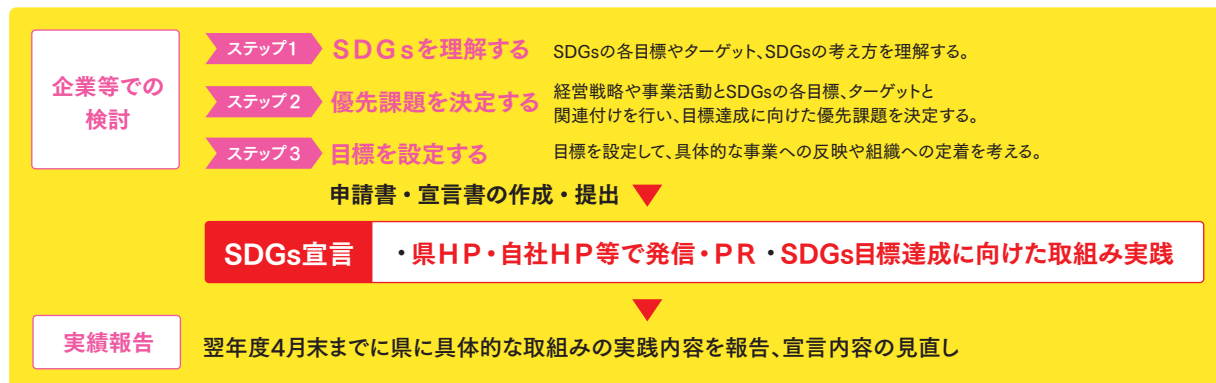 企業等での
検討
ステップ1 SDGsを理解する SDGsの各目標やターゲット、SDGsの考え方を理解する。
ステップ2 優先課題を決定する 経営戦略や事業活動とSDGsの各目標、ターゲットと
関連付けを行い、目標達成に向けた優先課題を決定する。
ステップ3 目標を設定する 目標を設定して、具体的な事業への反映や組織への定着を考える。
申請書・宣言書の作成・提出
SDGs宣言 ・県HP・自社HP等で発信・PR ・SDGs目標達成に向けた取組み実践
実績報告 翌年度4月末までに県に具体的な取組みの実践内容を報告、宣言内容の見直し